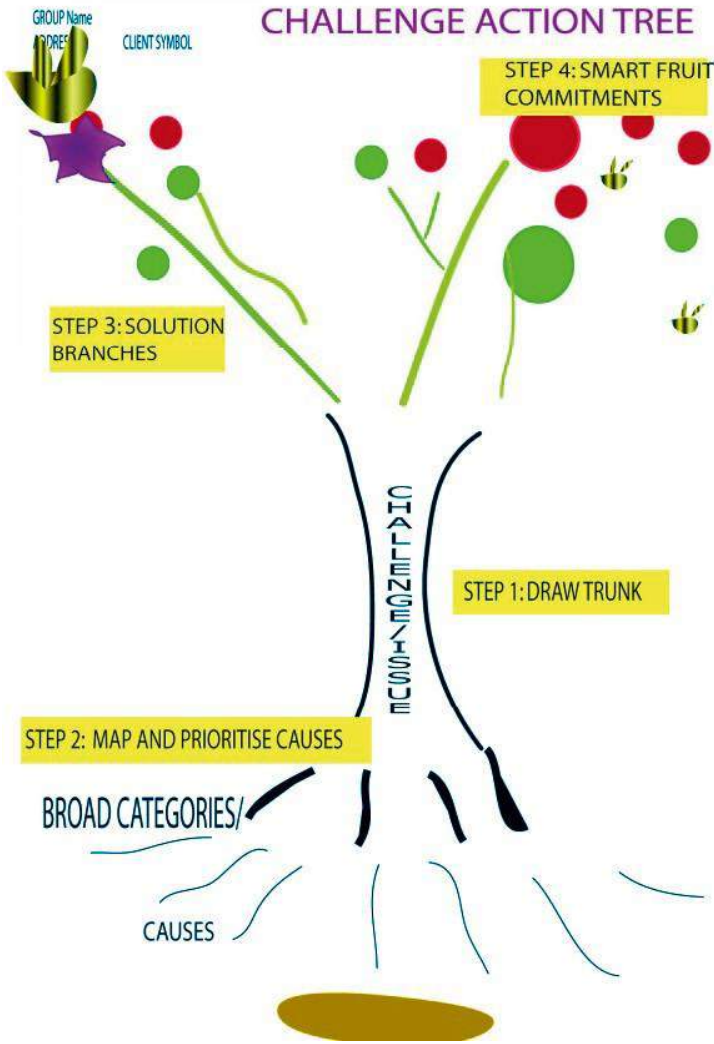 GROUP Name
CHALLENGE ACTION TREE
ADDRESS
CLIENT SYMBOL
STEP 4: SMART FRUIT
COMMITMENTS
STEP 3: SOLUTION
BRANCHES
CHALLENGE/ISSUE
STEP 1: DRAW TRUNK
STEP 2: MAP AND PRIORITISE CAUSES
BROAD CATEGORIES/
CAUSES